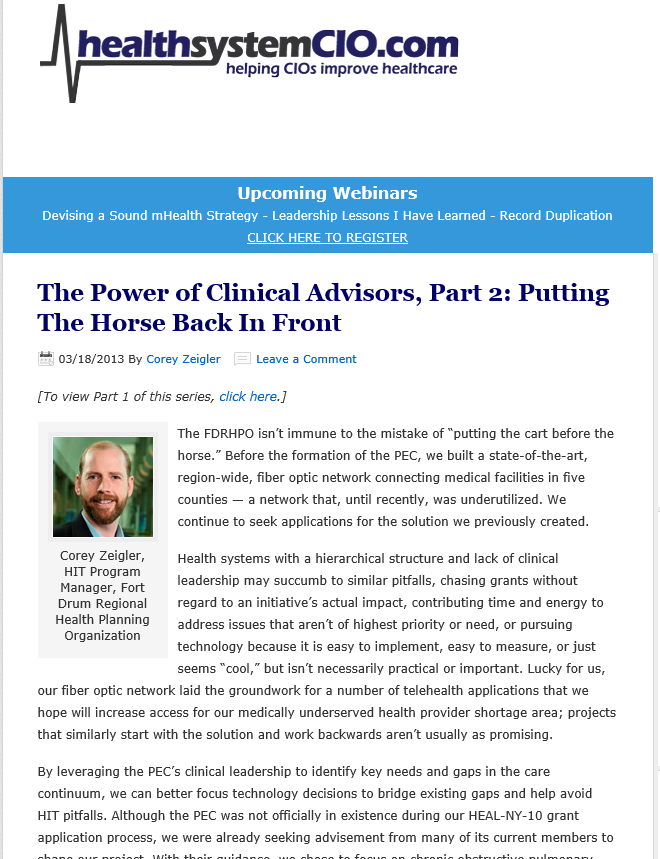 healthsystemCIO.com
helping CIOs improve healthcare
Upcoming Webinars
Devising a Sound mHealth Strategy - Leadership Lessons I Have Learned - Record Duplication
CLICK HERE TO REGISTER
The Power of Clinical Advisors, Part 2: Putting
The Horse Back In Front
03/18/2013 By Corey Zeigler Leave a Comment
[To view Part 1 of this series, click here.]
Corey Zeigler,
HIT Program
Manager, Fort
Drum Regional
Health Planning
Organization
The FDRHPO isn’t immune to the mistake of “putting the cart before the
horse.” Before the formation of the PEC, we built a state-of-the-art,
region-wide, fiber optic network connecting medical facilities in five
counties — a network that, until recently, was underutilized. We
continue to seek applications for the solution we previously created.
Health systems with a hierarchical structure and lack of clinical
leadership may succumb to similar pitfalls, chasing grants without
regard to an initiative’s actual impact, contributing time and energy to
address issues that aren’t of highest priority or need, or pursuing
technology because it is easy to implement, easy to measure, or just
seems “cool,” but isn’t necessarily practical or important. Lucky for us,
our fiber optic network laid the groundwork for a number of telehealth applications that we
hope will increase access for our medically underserved health provider shortage area; projects
that similarly start with the solution and work backwards aren’t usually as promising.
By leveraging the PEC’s clinical leadership to identify key needs and gaps in the care
continuum, we can better focus technology decisions to bridge existing gaps and help avoid
HIT pitfalls. Although the PEC was not officially in existence during our HEAL-NY-10 grant
application process, we were already seeking advisement from many of its current members to
shape our project. With their guidance, we chose to focus on chronic obstructive pulmonary